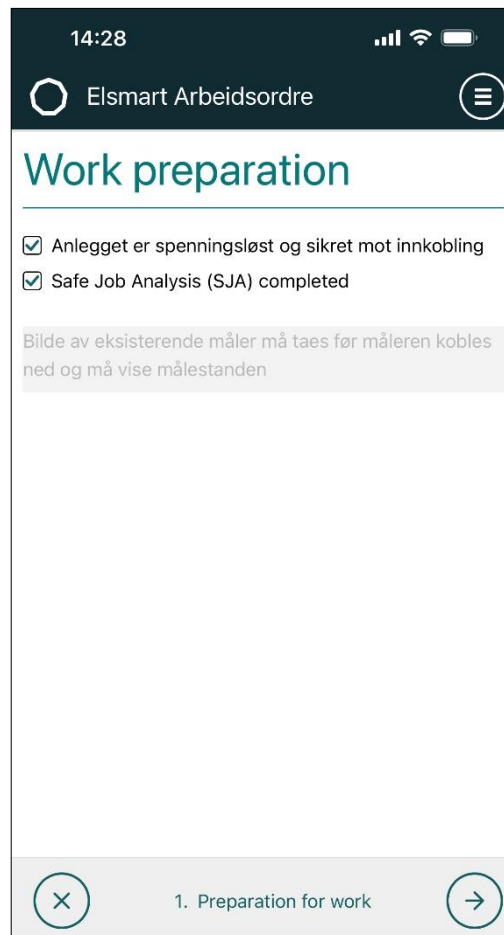 14:28
Elsmart Arbeidsordre
Work preparation
Anlegget er spenningsløst og sikret mot innkobling
Safe Job Analysis (SJA) completed
Bilde av eksisterende måler må taes før måleren kobles
ned og må vise målestanden
1. Preparation for work